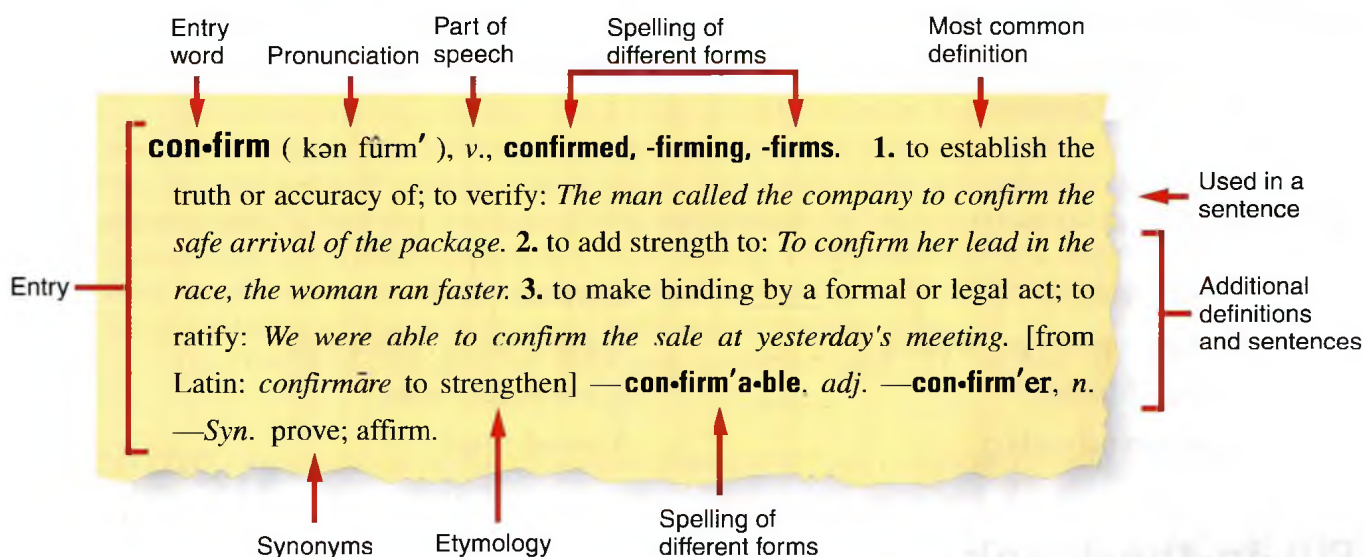 Entry
word
Pronunciation
Part of
speech
Spelling of
different forms
Most common
definition
con•firm ( kən fûrm′ ), v., confirmed, -firming, -firms. 1. to establish the
truth or accuracy of; to verify: The man called the company to confirm the
safe arrival of the package. 2. to add strength to: To confirm her lead in the
race, the woman ran faster. 3. to make binding by a formal or legal act; to
ratify: We were able to confirm the sale at yesterday's meeting. [from
Latin: confirmāre to strengthen] —con•firm′a•ble, adj. —con•firm′er, n.
—Syn. prove; affirm.
Entry
Used in a
sentence
Additional
definitions
and sentences
Synonyms
Etymology
Spelling of
different forms